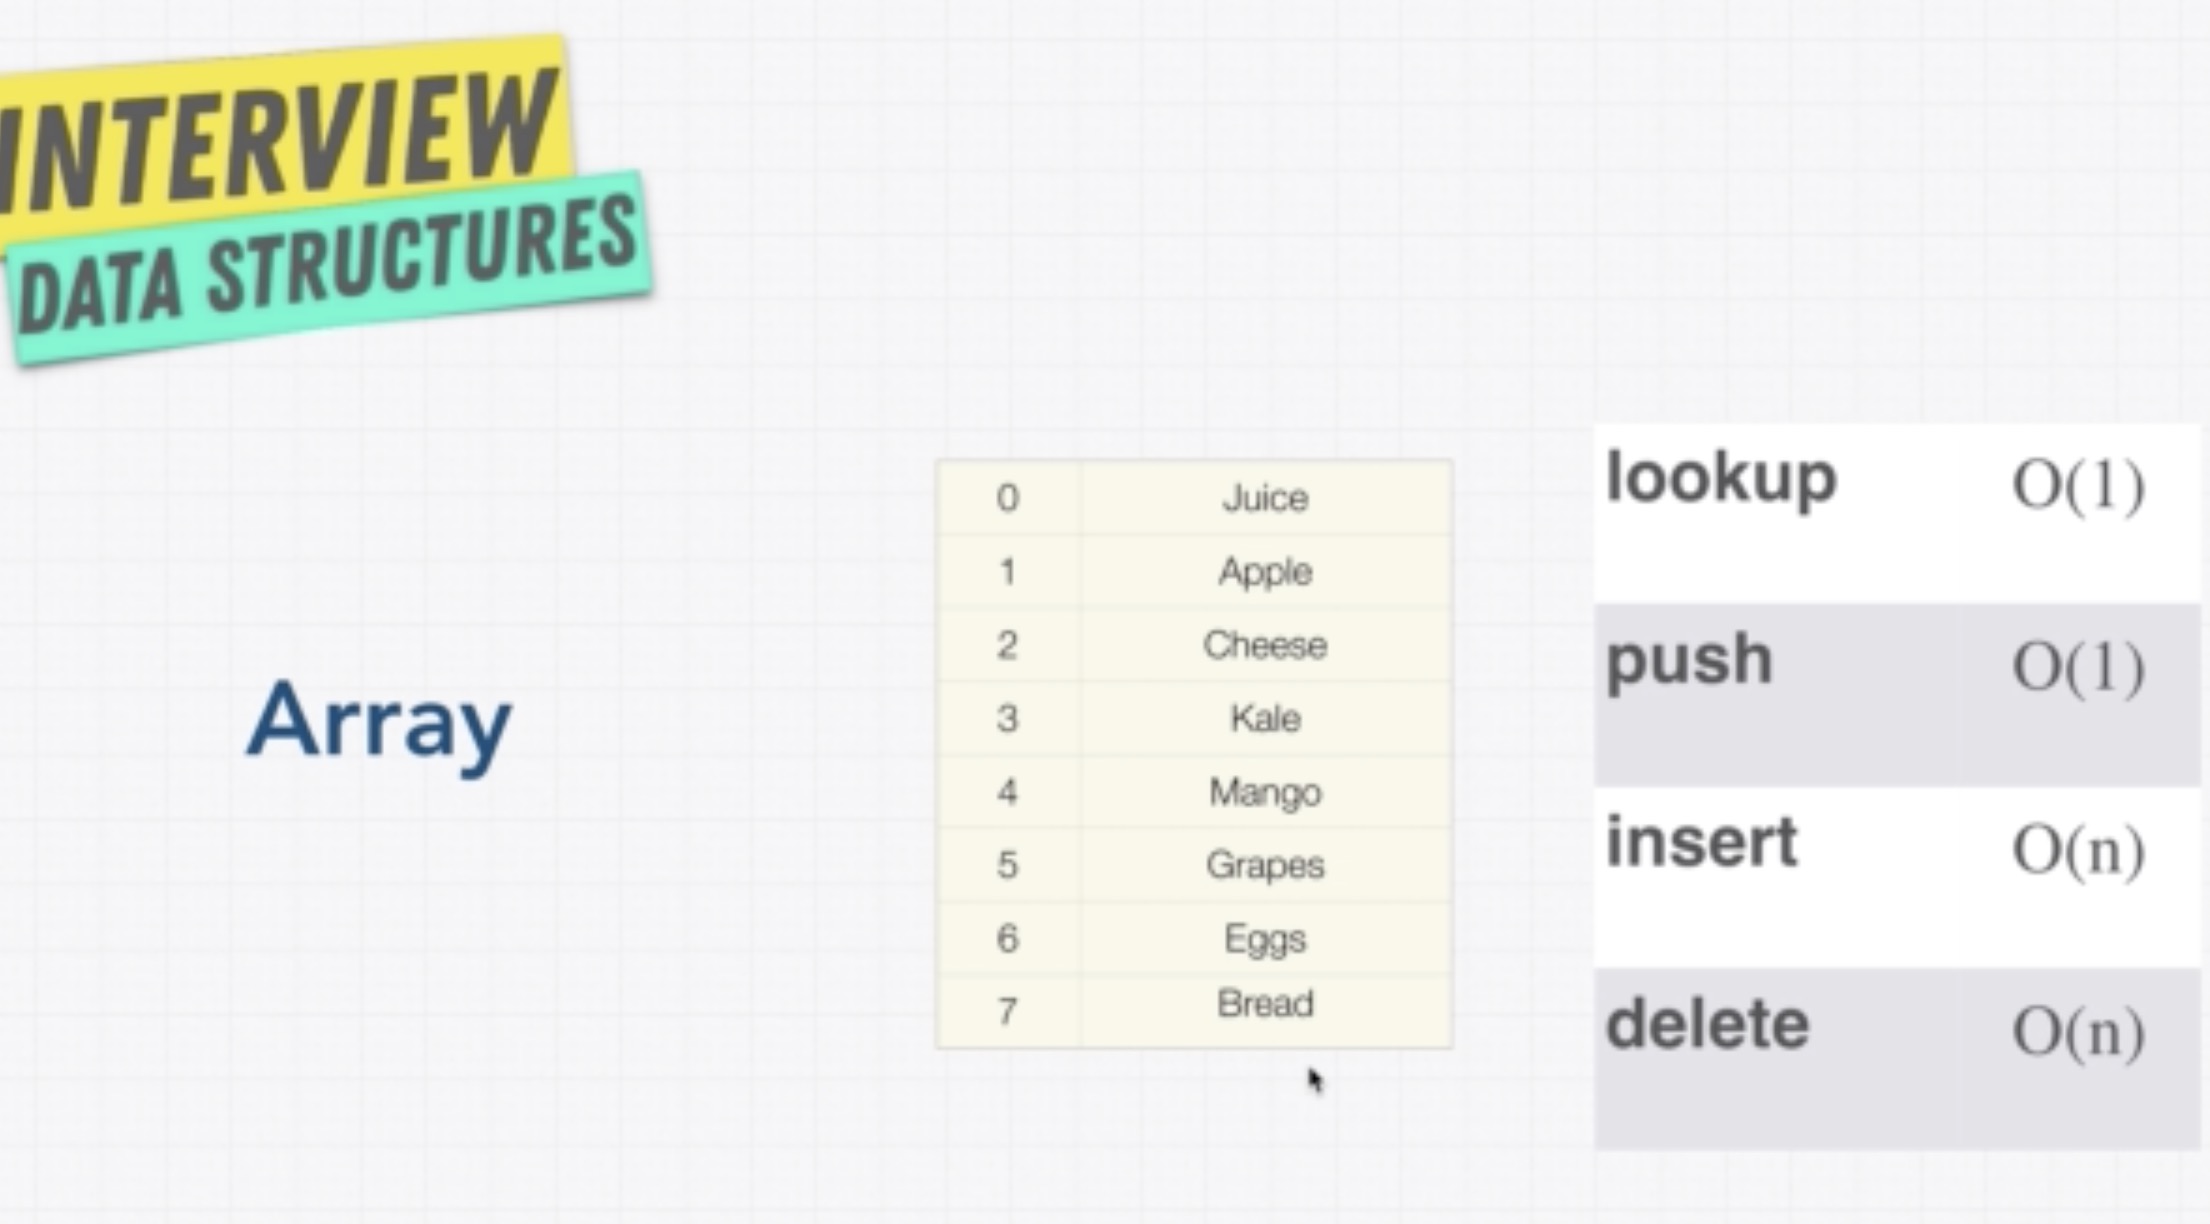 INTERVIEW
DATA STRUCTURES
Array
0 Juice
1 Apple
2 Cheese
3 Kale
4 Mango
5 Grapes
6 Eggs
7 Bread
lookup O(1)
push O(1)
insert O(n)
delete O(n)